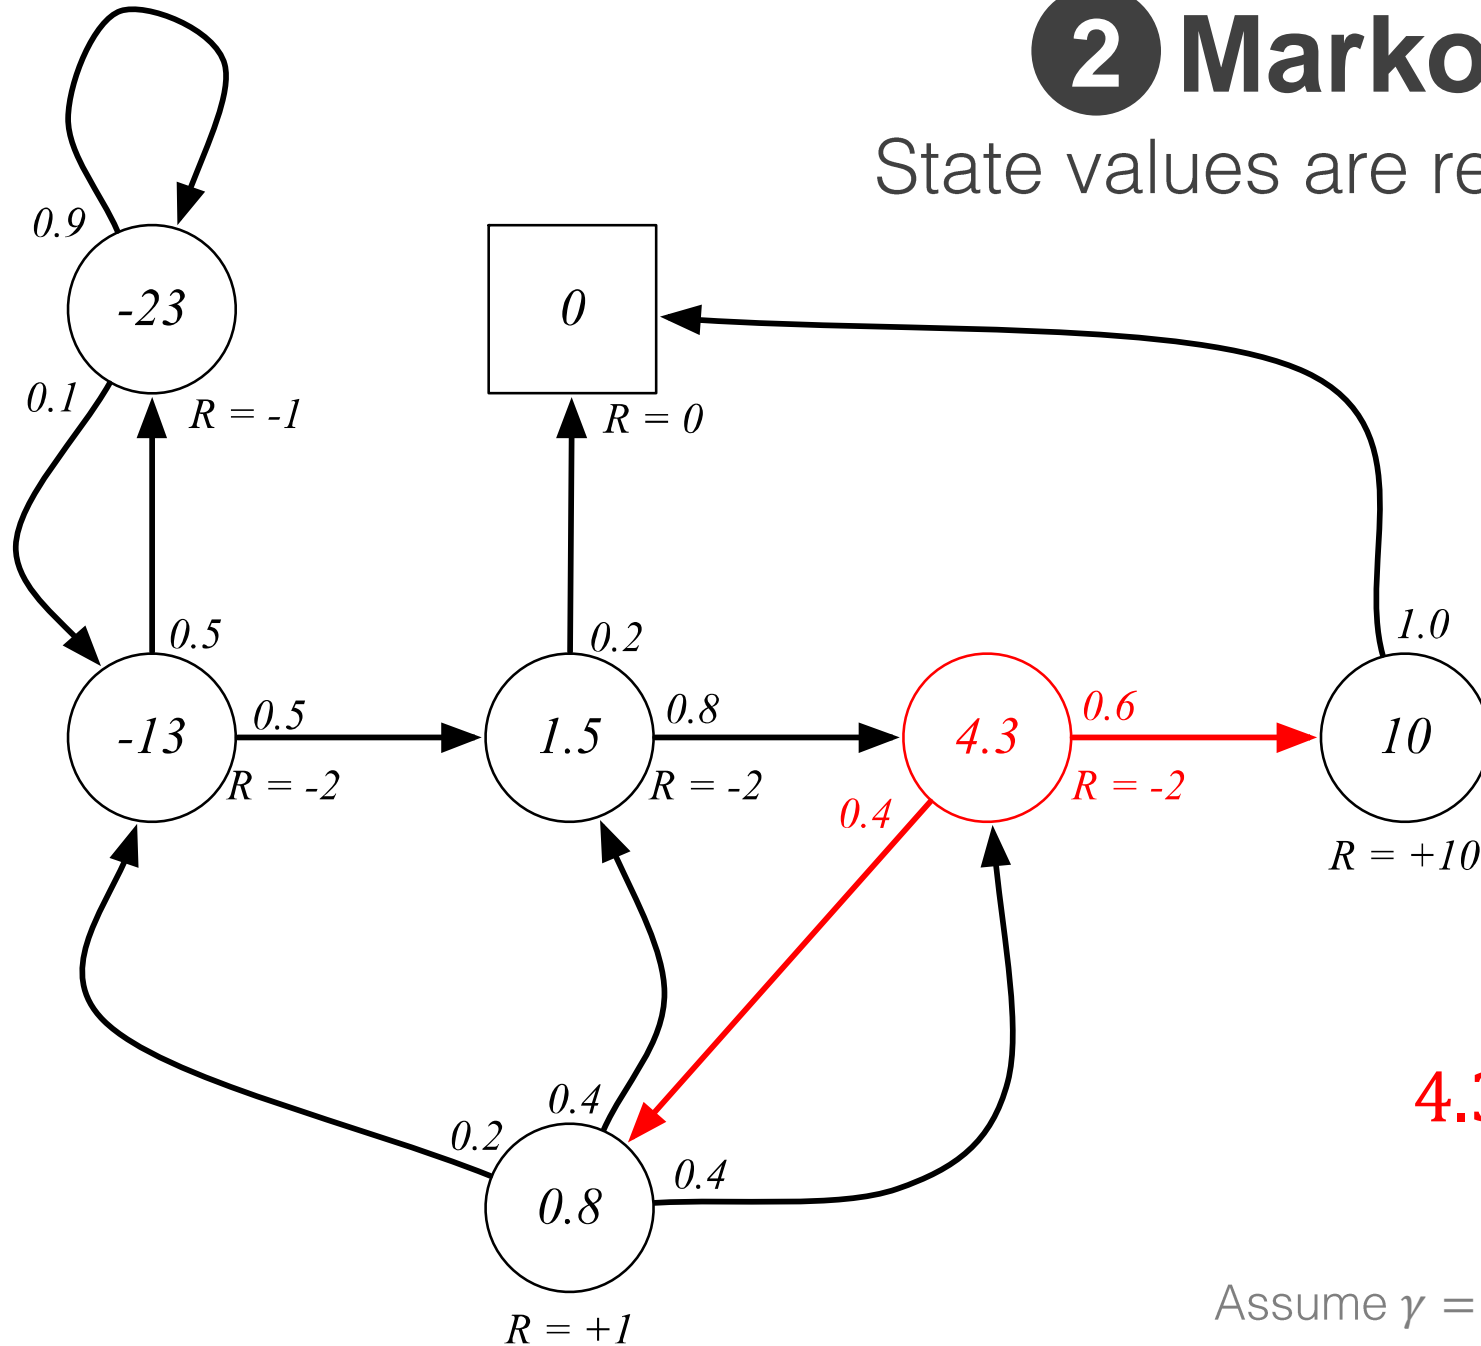 2 Marko
State values are re
0.9
-23
0
0.1
R = -1
R = 0
0.5
0.2
1.0
-13
0.5
1.5
0.8
4.3
0.6
10
R = -2
R = -2
0.4
R = -2
R = +10
4.3
0.4
0.2
0.4
0.8
Assume γ =
R = +1